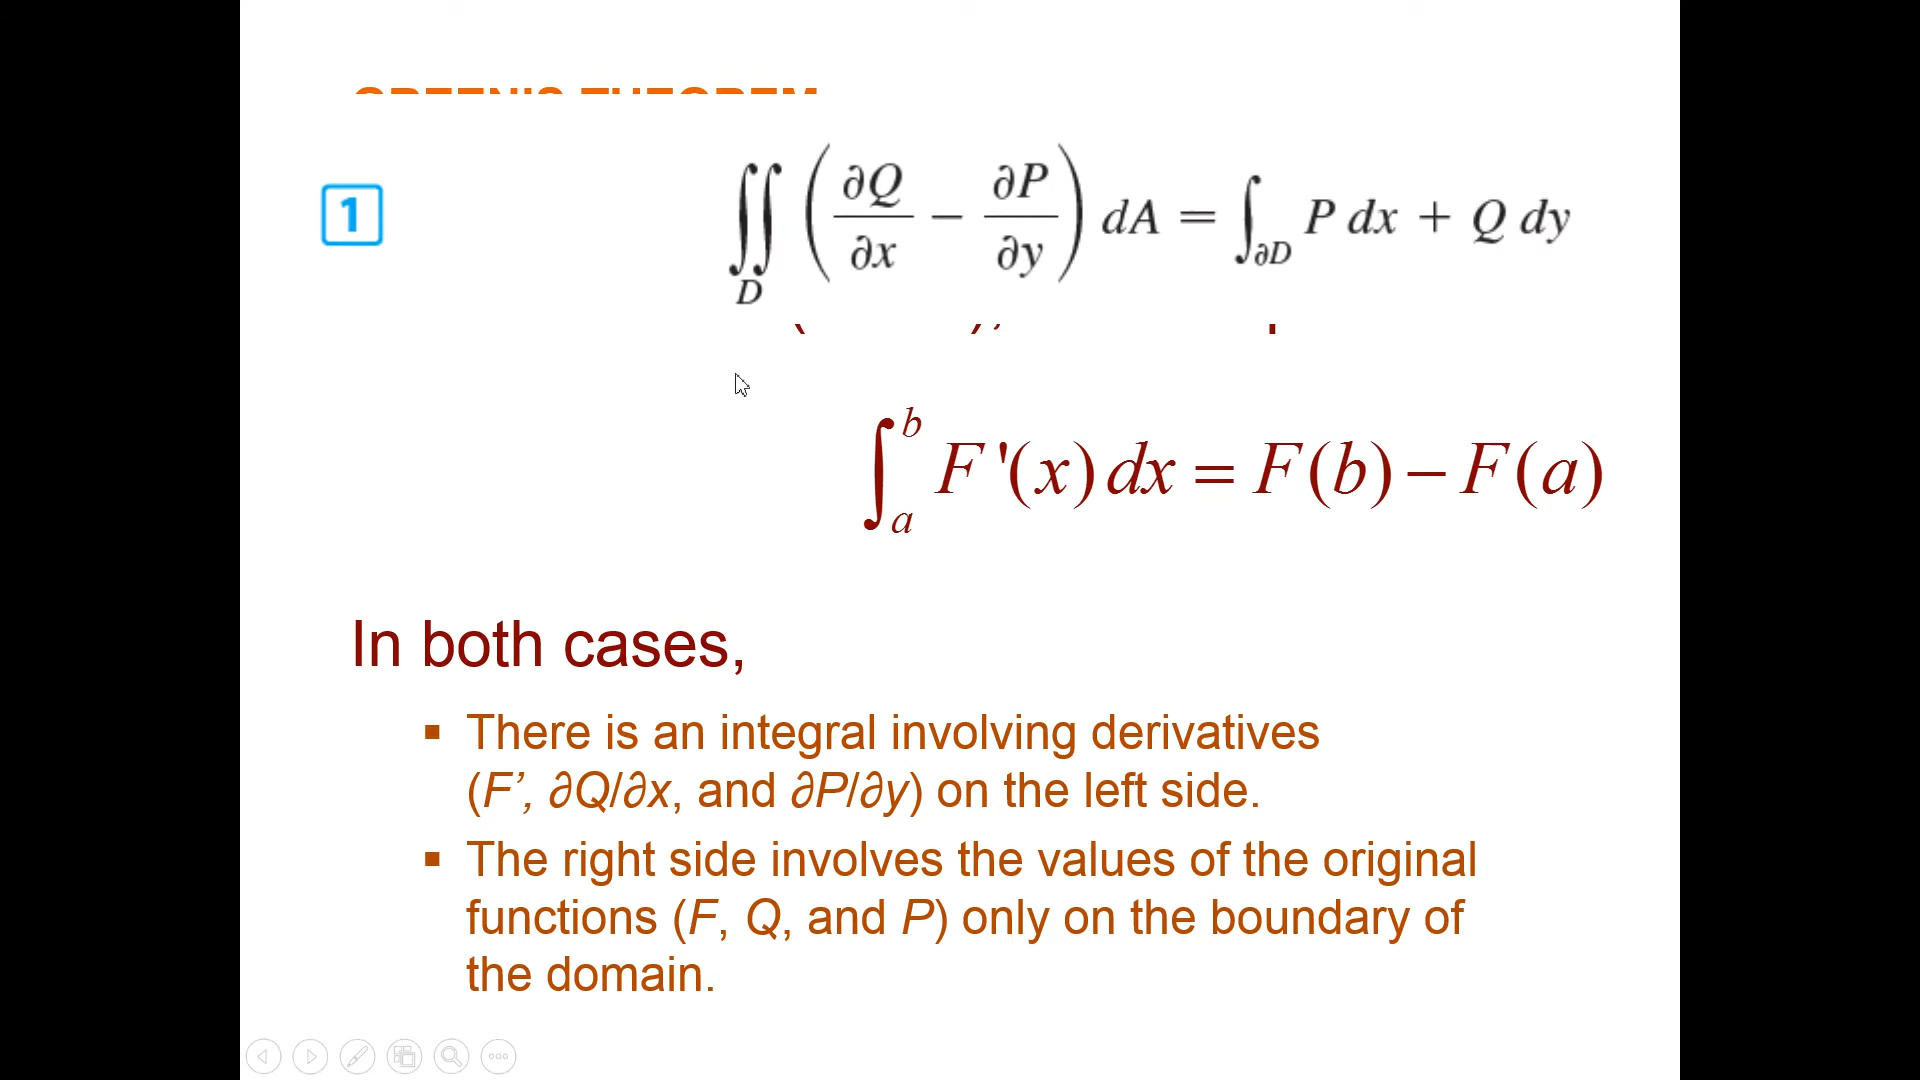 1
∬_D (∂Q/∂x − ∂P/∂y) dA = ∫_∂D P dx + Q dy
∫_a^b F'(x) dx = F(b) − F(a)
In both cases,
▪ There is an integral involving derivatives
(F’, ∂Q/∂x, and ∂P/∂y) on the left side.
▪ The right side involves the values of the original
functions (F, Q, and P) only on the boundary of
the domain.